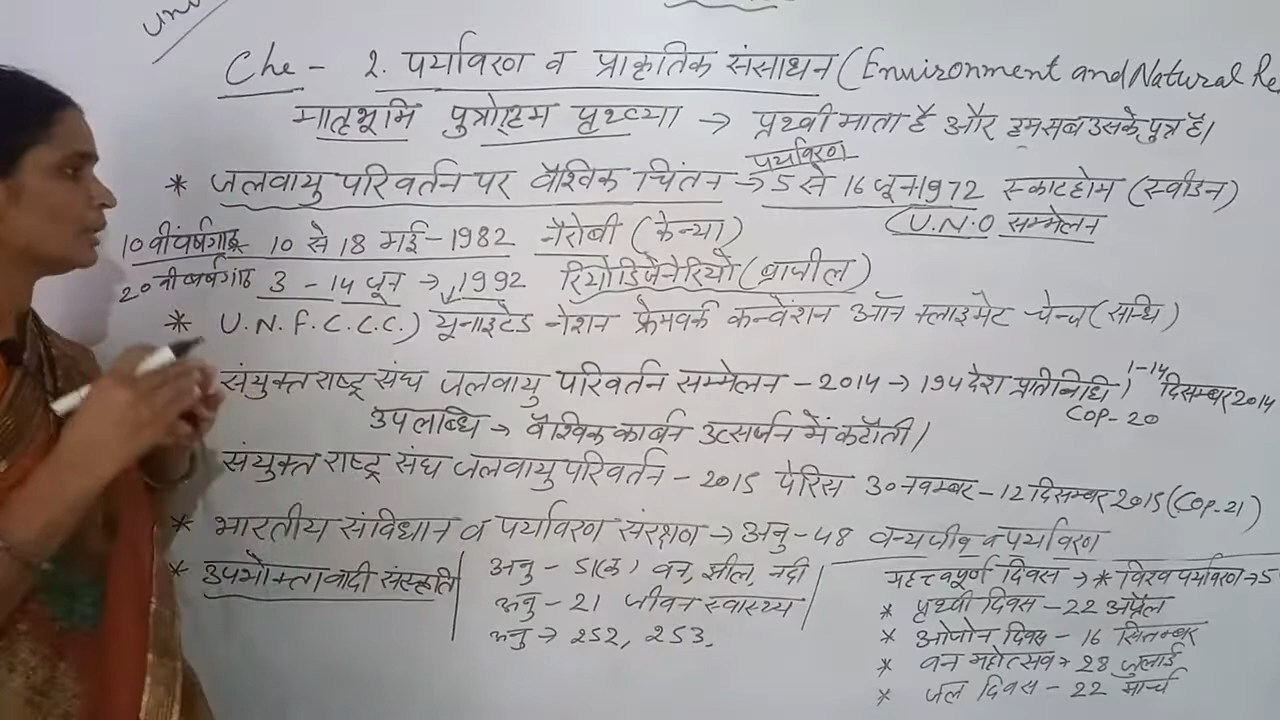 Uni
Che - 2. पर्यावरण व प्राकृतिक संसाधन (Environment and Natural Re
मातृभूमि पुत्रोऽहम पृथ्व्या → प्रथ्वी माता है और हम सब उसके पुत्र है।
* जलवायु परिवर्तन पर वैश्विक चिंतन → पर्यावरण 5 से 16 जून 1972 स्काटहोम (स्वीडन)
(U.N.O सम्मेलन
10 वी वर्षगाढ 10 से 18 मई - 1982 नैरोबी (केन्या)
20 वी वर्षगाढ 3 - 14 जून → 1992 रियोडिजेनेरियो (ब्राजील)
* U.N.F.C.C.C.) यूनाइटेड नेशन फ्रेमवर्क कन्वेंशन ऑन क्लाइमेट चेन्ज (सन्धि)
संयुक्त राष्ट्र संघ जलवायु परिवर्तन सम्मेलन - 2014 → 194 देश प्रतीनिधि, 1-14 दिसम्बर 2014
COP-20
उपलाब्धि → वैश्विक कार्बन उत्सर्जन में कटौती।
संयुक्त राष्ट्र संघ जलवायु परिवर्तन - 2015 पेरिस 30 नवम्बर - 12 दिसम्बर 2015 (COP-21)
* भारतीय संविधान व पर्यावरण संरक्षण → अनु - 48 वन्यजीव व पर्यावरण
* उपभोक्तावादी संस्कृति
अनु - 51(क) वन, झील, नदी
अनु - 21 जीवन स्वास्थ्य
अनु → 252, 253.
महत्वपूर्ण दिवस → * विश्व पर्यावरण → 5
* पृथ्वी दिवस - 22 अप्रैल
* ओजोन दिवस - 16 सितम्बर
* वन महोत्सव → 28 जुलाई
* जल दिवस - 22 मार्च